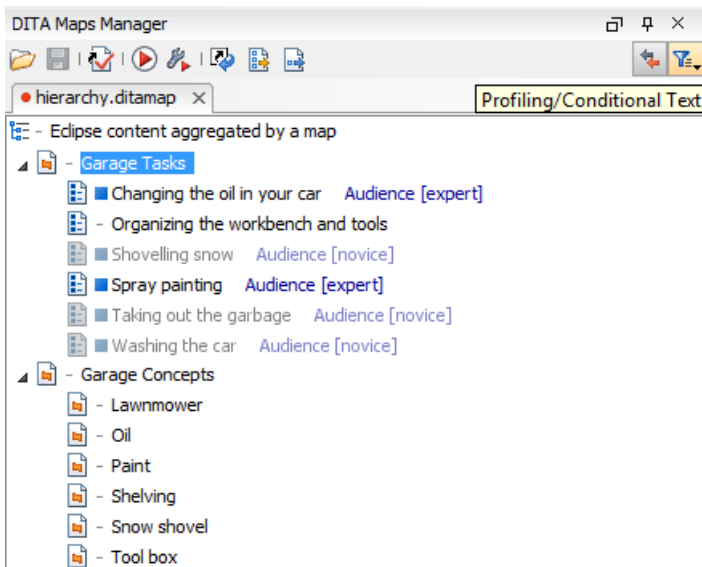 DITA Maps Manager
hierarchy.ditamap
Profiling/Conditional Text
- Eclipse content aggregated by a map
- Garage Tasks
Changing the oil in your car Audience [expert]
- Organizing the workbench and tools
Shovelling snow Audience [novice]
Spray painting Audience [expert]
Taking out the garbage Audience [novice]
Washing the car Audience [novice]
- Garage Concepts
- Lawnmower
- Oil
- Paint
- Shelving
- Snow shovel
- Tool box